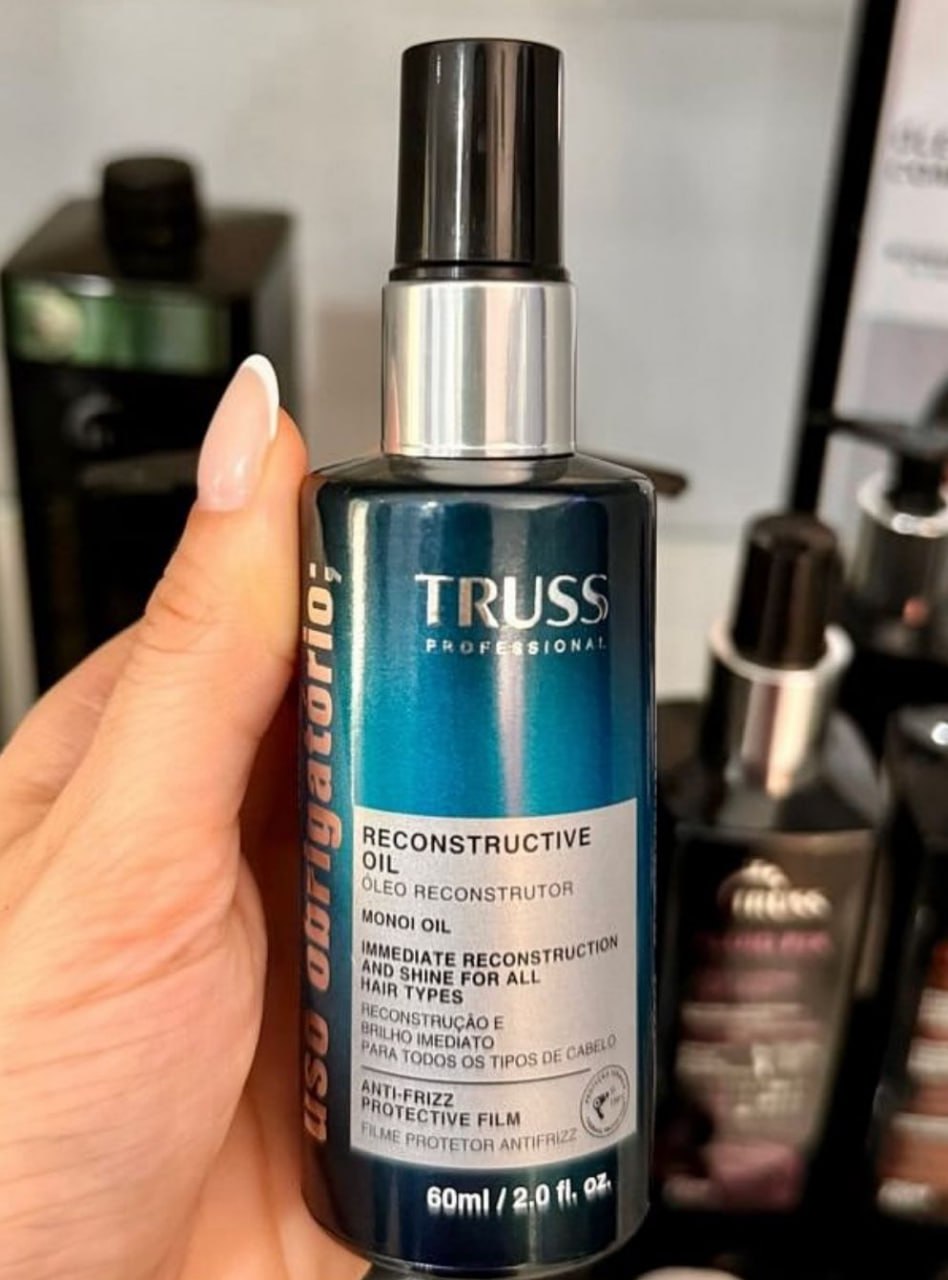 TRUSS
PROFESSIONAL
uso obrigatório;
RECONSTRUCTIVE
OIL
ÓLEO RECONSTRUTOR
MONOI OIL
IMMEDIATE RECONSTRUCTION
AND SHINE FOR ALL
HAIR TYPES
RECONSTRUÇÃO E
BRILHO IMEDIATO
PARA TODOS OS TIPOS DE CABELO
ANTI-FRIZZ
PROTECTIVE FILM
FILME PROTETOR ANTIFRIZZ
60ml / 2.0 fl. oz.
TRUSS